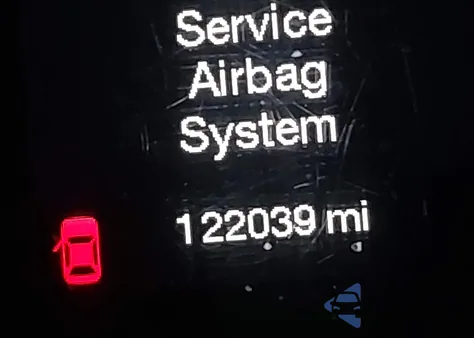 Service
Airbag
System
122039 mi